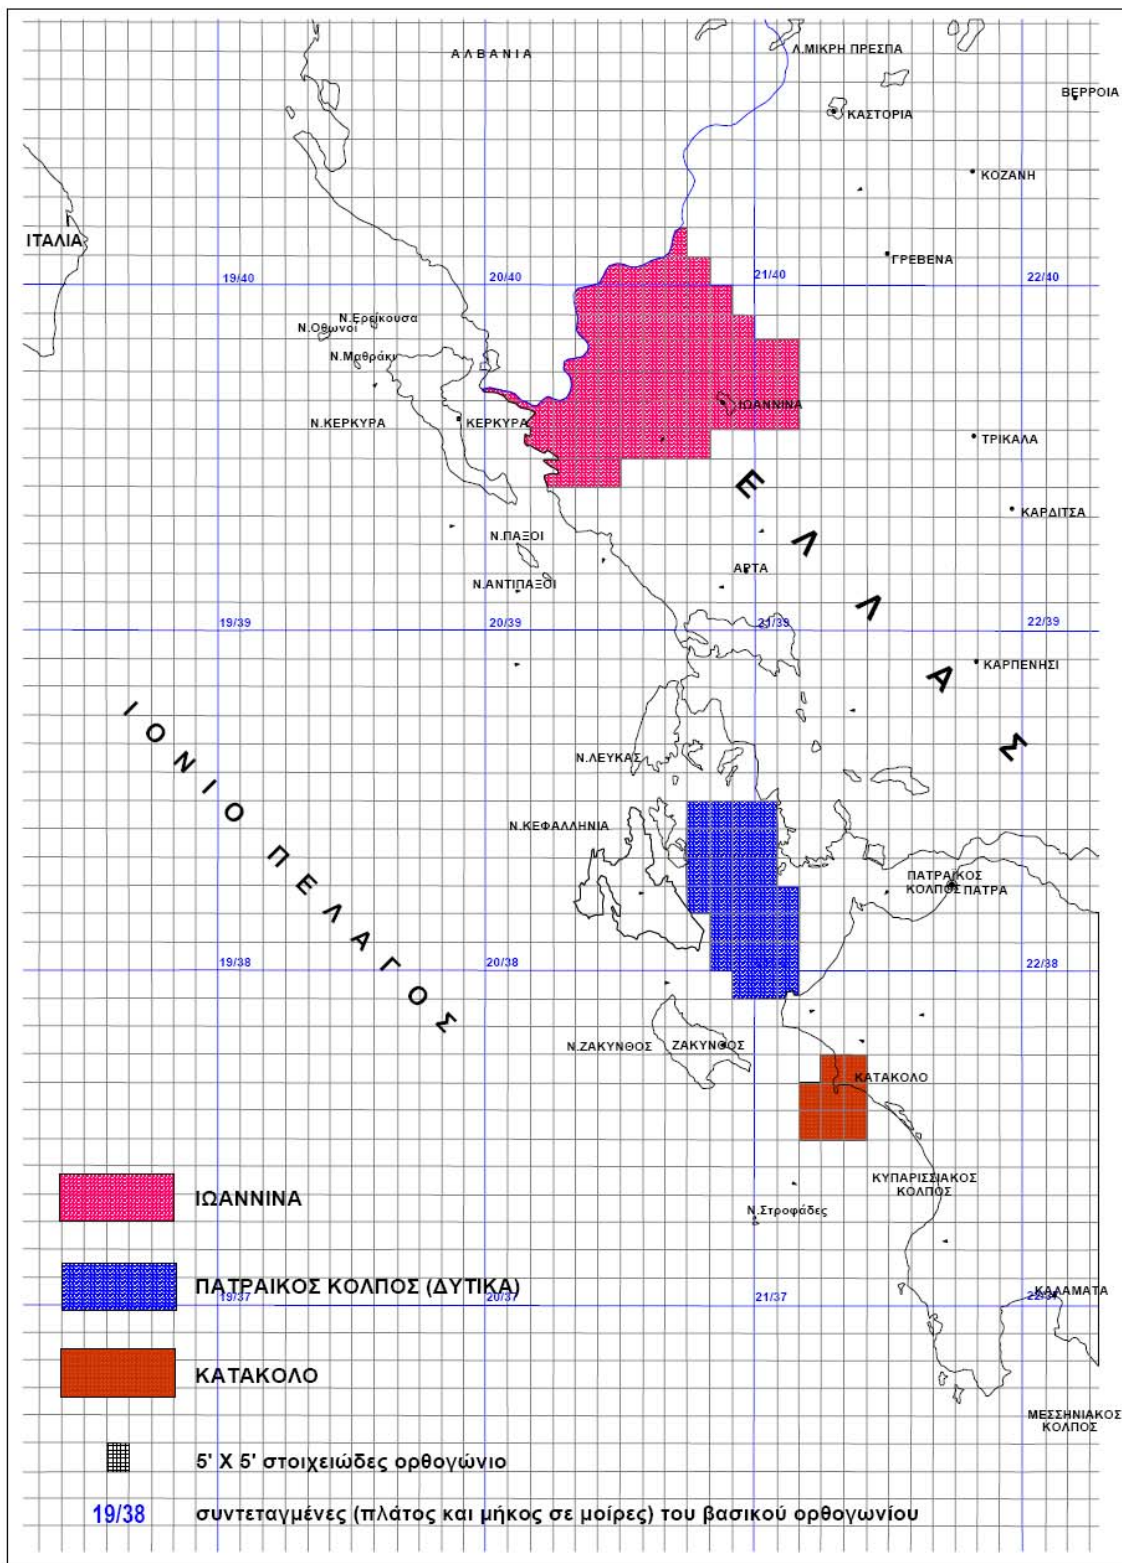 ΑΛΒΑΝΙΑ
Λ.ΜΙΚΡΗ ΠΡΕΣΠΑ
ΒΕΡΡΟΙΑ
ΚΑΣΤΟΡΙΑ
ΚΟΖΑΝΗ
ΙΤΑΛΙΑ
ΓΡΕΒΕΝΑ
19/40
20/40
21/40
22/40
Ν.Ερείκουσα
Ν.Οθωνοί
Ν.Μαθράκι
ΙΩΑΝΝΙΝΑ
Ν.ΚΕΡΚΥΡΑ
ΚΕΡΚΥΡΑ
ΤΡΙΚΑΛΑ
ΕΛΛΑΣ
ΚΑΡΔΙΤΣΑ
Ν.ΠΑΞΟΙ
ΑΡΤΑ
Ν.ΑΝΤΙΠΑΞΟΙ
19/39
20/39
21/39
22/39
ΚΑΡΠΕΝΗΣΙ
ΙΟΝΙΟ ΠΕΛΑΓΟΣ
Ν.ΛΕΥΚΑΣ
Ν.ΚΕΦΑΛΛΗΝΙΑ
ΠΑΤΡΑΙΚΟΣ
ΚΟΛΠΟΣ
ΠΑΤΡΑ
19/38
20/38
22/38
Ν.ΖΑΚΥΝΘΟΣ
ΖΑΚΥΝΘΟΣ
ΚΑΤΑΚΟΛΟ
ΚΥΠΑΡΙΣΣΙΑΚΟΣ
ΚΟΛΠΟΣ
Ν.Στροφάδες
ΙΩΑΝΝΙΝΑ
ΠΑΤΡΑΙΚΟΣ ΚΟΛΠΟΣ (ΔΥΤΙΚΑ)
19/37
20/37
21/37
22/37
ΚΑΛΑΜΑΤΑ
ΚΑΤΑΚΟΛΟ
ΜΕΣΣΗΝΙΑΚΟΣ
ΚΟΛΠΟΣ
5' Χ 5' στοιχειώδες ορθογώνιο
19/38 συντεταγμένες (πλάτος και μήκος σε μοίρες) του βασικού ορθογωνίου